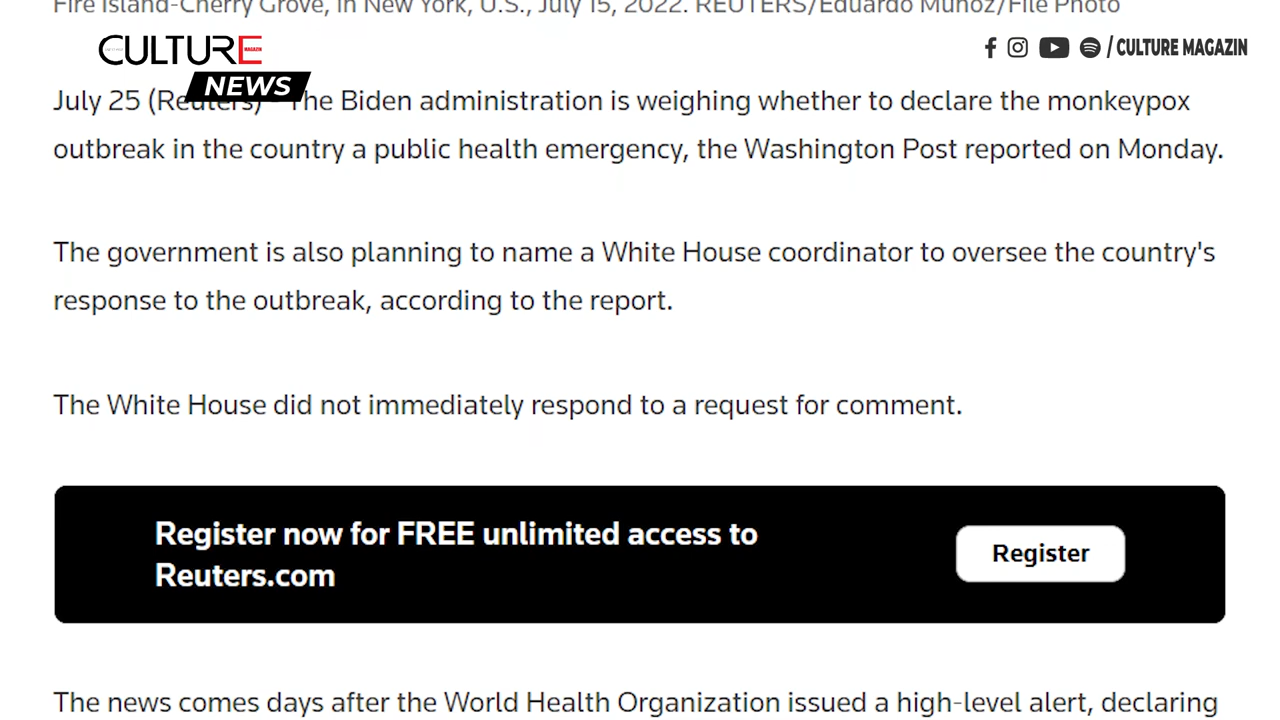 Fire Island-Cherry Grove, in New York, U.S., July 15, 2022. REUTERS/Eduardo Munoz/File Photo
CULTURE MAGAZIN
NEWS
/ CULTURE MAGAZIN
July 25 (Reuters) - The Biden administration is weighing whether to declare the monkeypox
outbreak in the country a public health emergency, the Washington Post reported on Monday.
The government is also planning to name a White House coordinator to oversee the country's
response to the outbreak, according to the report.
The White House did not immediately respond to a request for comment.
Register now for FREE unlimited access to
Reuters.com
Register
The news comes days after the World Health Organization issued a high-level alert, declaring